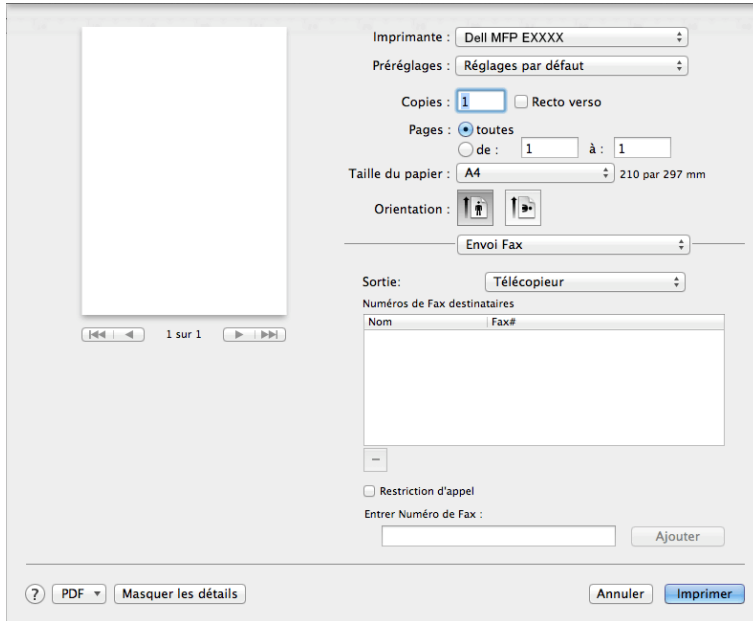 Imprimante : Dell MFP EXXXX
Préréglages : Réglages par défaut
Copies : 1 Recto verso
Pages : toutes
de : 1 à : 1
Taille du papier : A4 210 par 297 mm
Orientation :
Envoi Fax
Sortie: Télécopieur
Numéros de Fax destinataires
Nom Fax#
1 sur 1
–
Restriction d'appel
Entrer Numéro de Fax :
Ajouter
? PDF Masquer les détails Annuler Imprimer